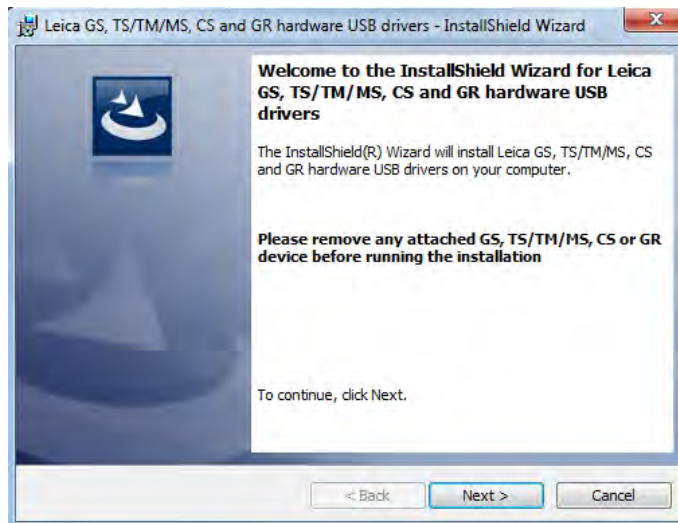 Leica GS, TS/TM/MS, CS and GR hardware USB drivers - InstallShield Wizard
Welcome to the InstallShield Wizard for Leica
GS, TS/TM/MS, CS and GR hardware USB
drivers
The InstallShield(R) Wizard will install Leica GS, TS/TM/MS, CS
and GR hardware USB drivers on your computer.
Please remove any attached GS, TS/TM/MS, CS or GR
device before running the installation
To continue, click Next.
< Back
Next >
Cancel